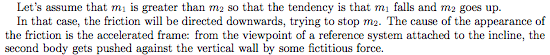 Let's assume that m₁ is greater than m₂ so that the tendency is that m₁ falls and m₂ goes up.
In that case, the friction will be directed downwards, trying to stop m₂. The cause of the appearance of
the friction is the accelerated frame: from the viewpoint of a reference system attached to the incline, the
second body gets pushed against the vertical wall by some fictitious force.